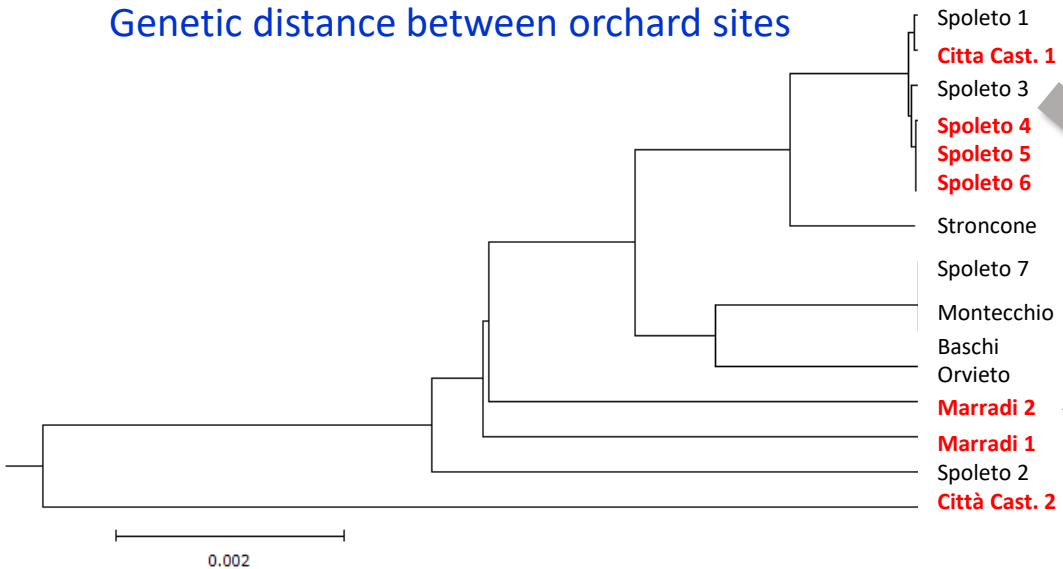 Genetic distance between orchard sites
Spoleto 1
Citta Cast. 1
Spoleto 3
Spoleto 4
Spoleto 5
Spoleto 6
Stroncone
Spoleto 7
Montecchio
Baschi
Orvieto
Marradi 2
Marradi 1
Spoleto 2
Città Cast. 2
0.002